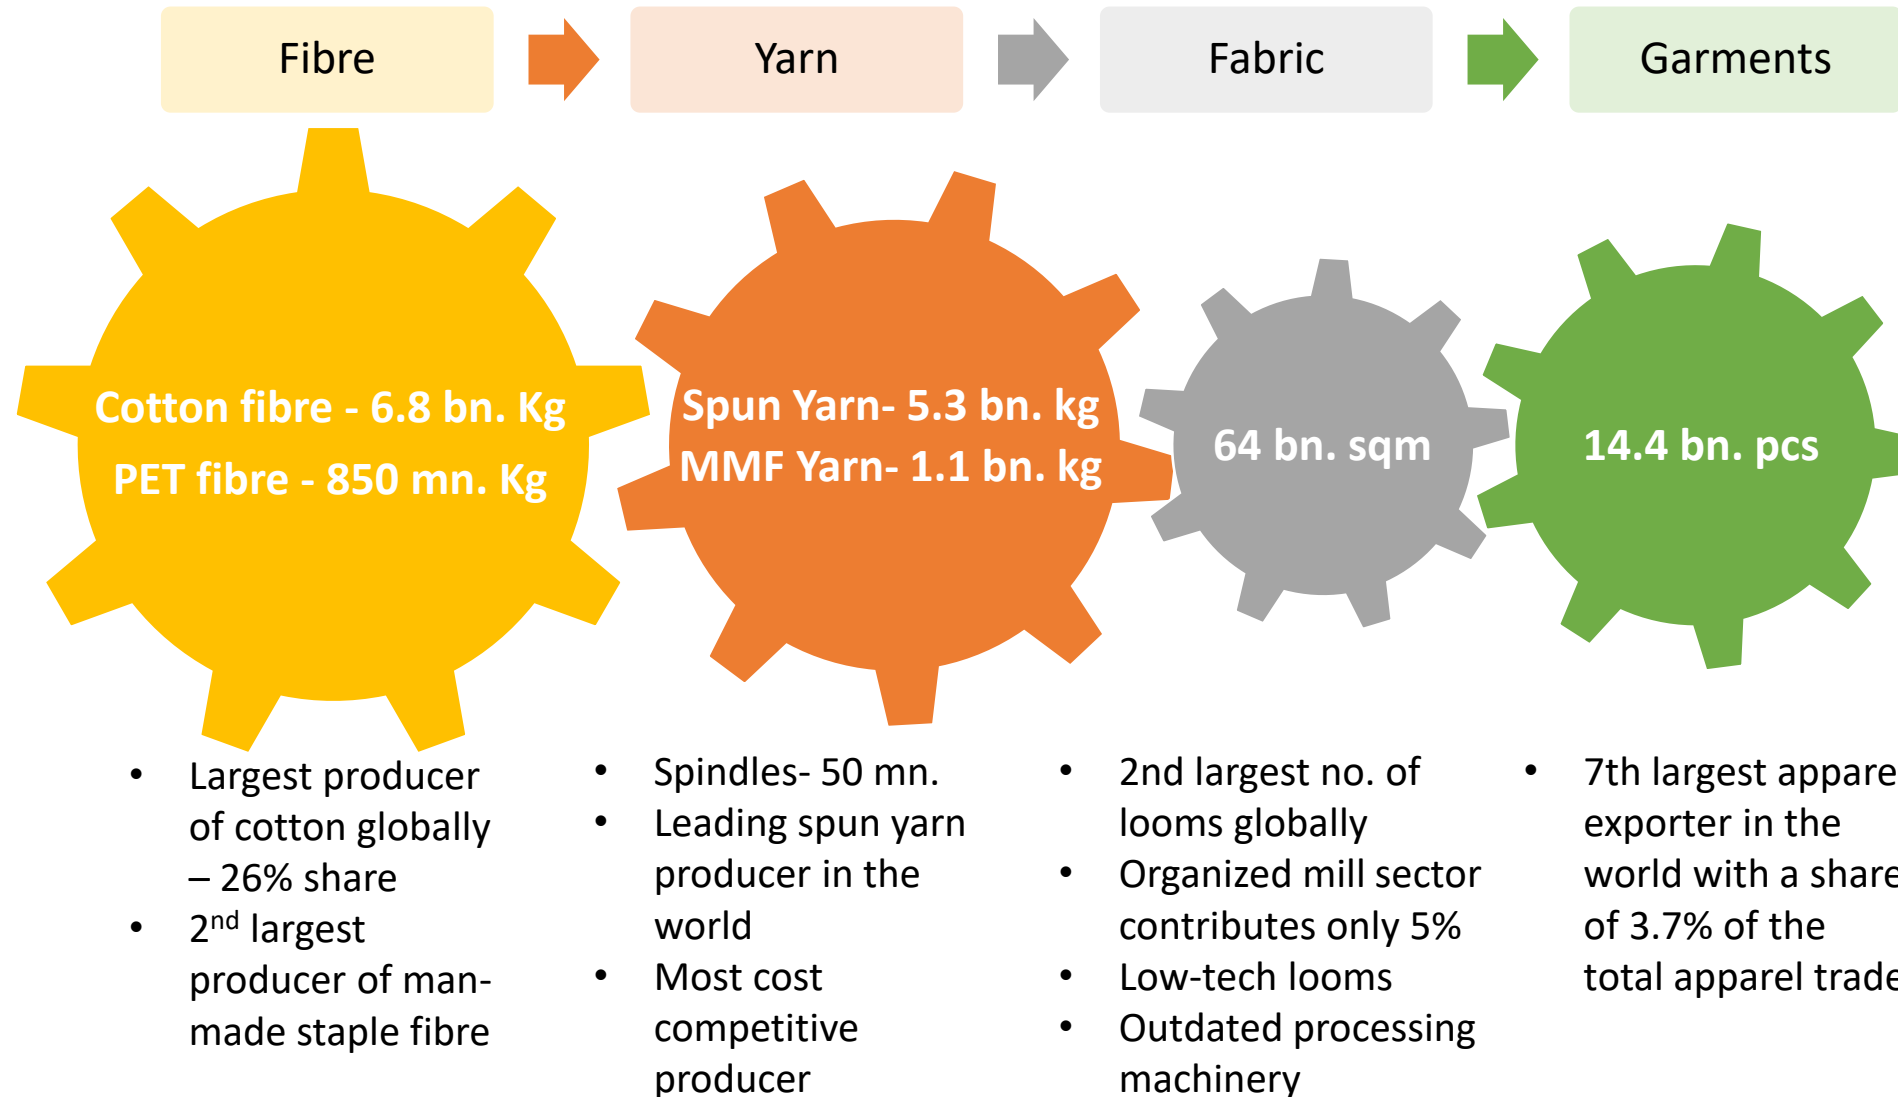 Fibre
Yarn
Fabric
Garments
Cotton fibre - 6.8 bn. Kg
PET fibre - 850 mn. Kg
Spun Yarn- 5.3 bn. kg
MMF Yarn- 1.1 bn. kg
64 bn. sqm
14.4 bn. pcs
• Largest producer
of cotton globally
– 26% share
• 2nd largest
producer of man-
made staple fibre
• Spindles- 50 mn.
• Leading spun yarn
producer in the
world
• Most cost
competitive
producer
• 2nd largest no. of
looms globally
• Organized mill sector
contributes only 5%
• Low-tech looms
• Outdated processing
machinery
• 7th largest appare
exporter in the
world with a share
of 3.7% of the
total apparel trade